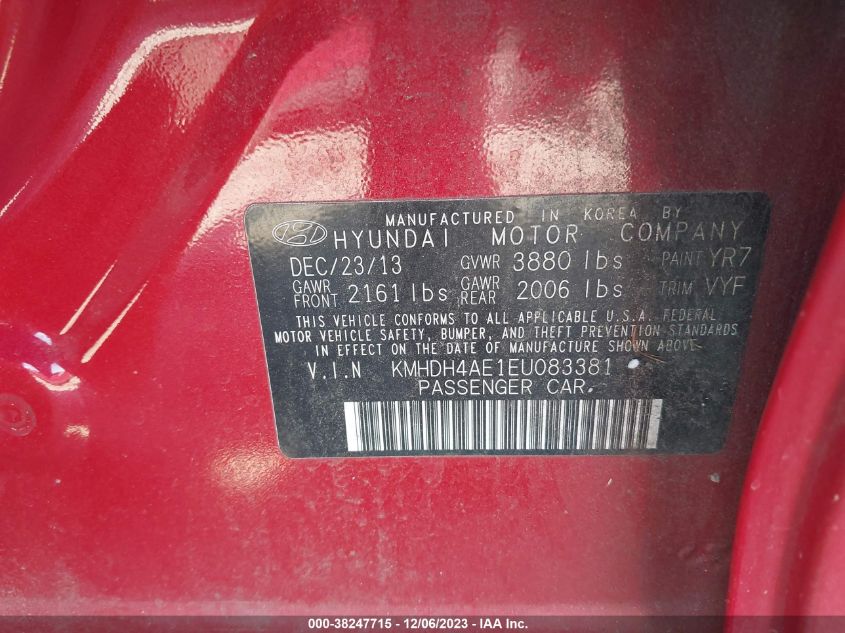 MANUFACTURED IN KOREA BY
HYUNDAI MOTOR COMPANY
DEC/23/13 GVWR 3880 lbs PAINT YR7
GAWR FRONT 2161 lbs GAWR REAR 2006 lbs TRIM VYF
THIS VEHICLE CONFORMS TO ALL APPLICABLE U.S.A. FEDERAL
MOTOR VEHICLE SAFETY, BUMPER, AND THEFT PREVENTION STANDARDS
IN EFFECT ON THE DATE OF MANUFACTURE SHOWN ABOVE.
V.I.N KMHDH4AE1EU083381
PASSENGER CAR.
000-38247715 - 12/06/2023 - IAA Inc.